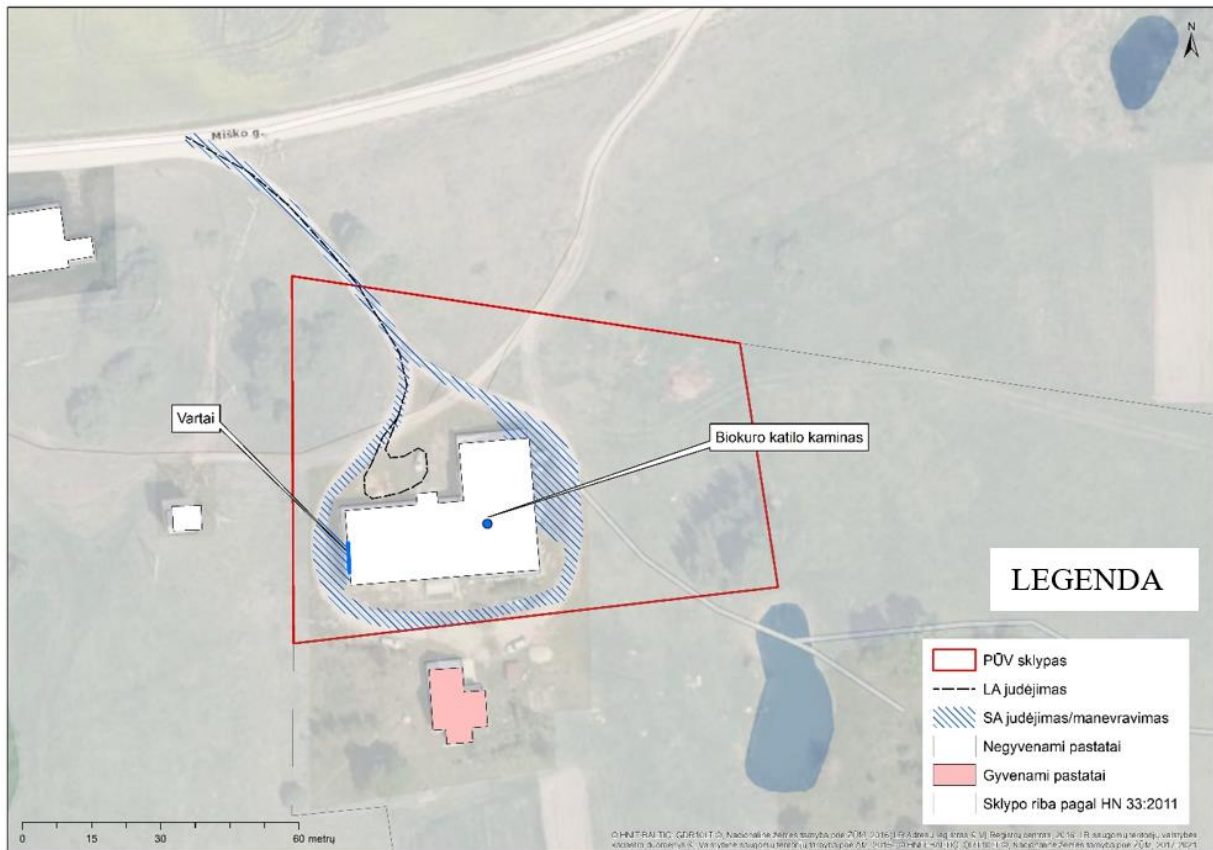 N
Miško g.
Vartai
Biokuro katilo kaminas
LEGENDA
PŪV sklypas
LA judėjimas
SA judėjimas/manevravimas
Negyvenami pastatai
Gyvenami pastatai
Sklypo riba pagal HN 33:2011
0 15 30 60 metrų